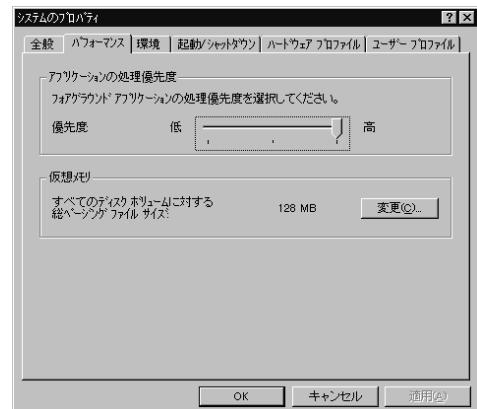 システムのプロパティ
全般 パフォーマンス 環境 起動/シャットダウン ハードウェア プロファイル ユーザー プロファイル
アプリケーションの処理優先度
フォアグラウンド アプリケーションの処理優先度を選択してください。
優先度 低 高
仮想メモリ
すべてのディスク ボリュームに対する
総ページング ファイル サイズ: 128 MB 変更(C)...
OK キャンセル 適用(A)